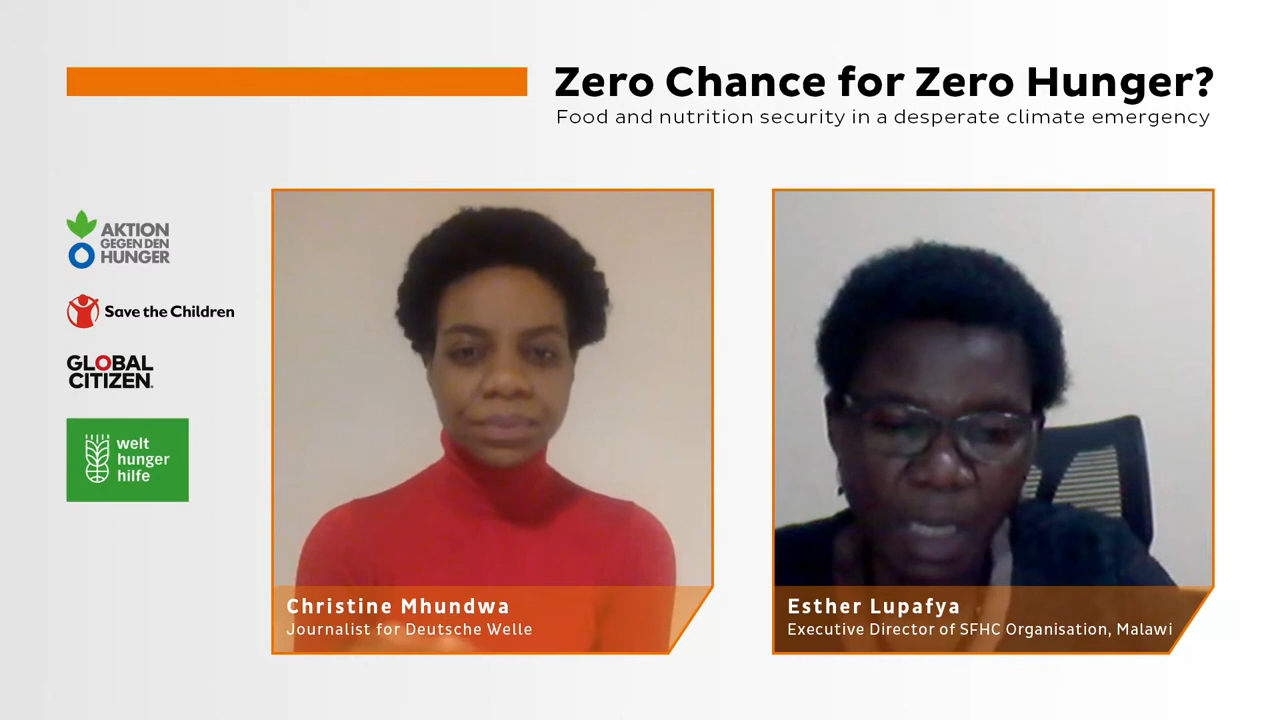 Zero Chance for Zero Hunger?
Food and nutrition security in a desperate climate emergency
AKTION
GEGEN DEN
HUNGER
Save the Children
GLOBAL
CITIZEN.
welt
hunger
hilfe
Christine Mhundwa
Journalist for Deutsche Welle
Esther Lupafya
Executive Director of SFHC Organisation, Malawi